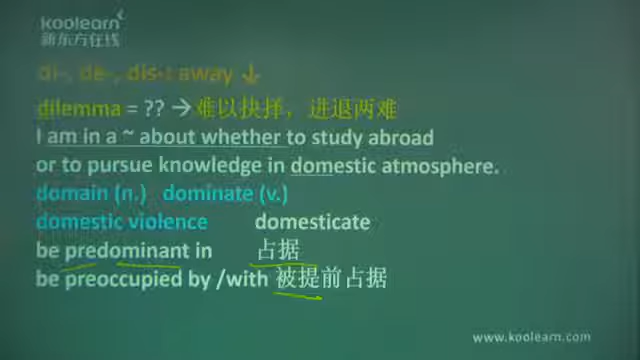 koolearn
新东方在线
di-, de-, dis-: away ↓
dilemma = ?? → 难以抉择，进退两难
I am in a ~ about whether to study abroad
or to pursue knowledge in domestic atmosphere.
domain (n.) dominate (v.)
domestic violence domesticate
be predominant in 占据
be preoccupied by /with 被提前占据
www.koolearn.com